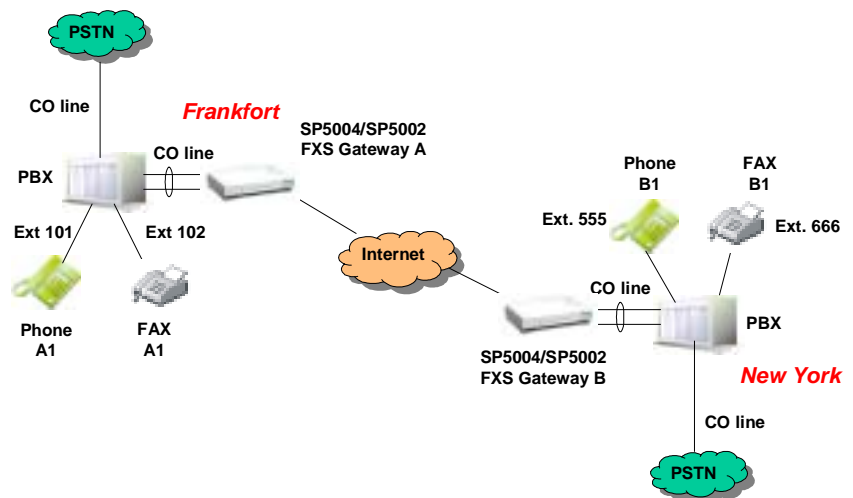 PSTN
CO line
Frankfort
SP5004/SP5002
FXS Gateway A
CO line
PBX
Ext 101
Ext 102
Phone
A1
FAX
A1
Internet
Phone
B1
FAX
B1
Ext. 555
Ext. 666
CO line
PBX
SP5004/SP5002
FXS Gateway B
New York
CO line
PSTN